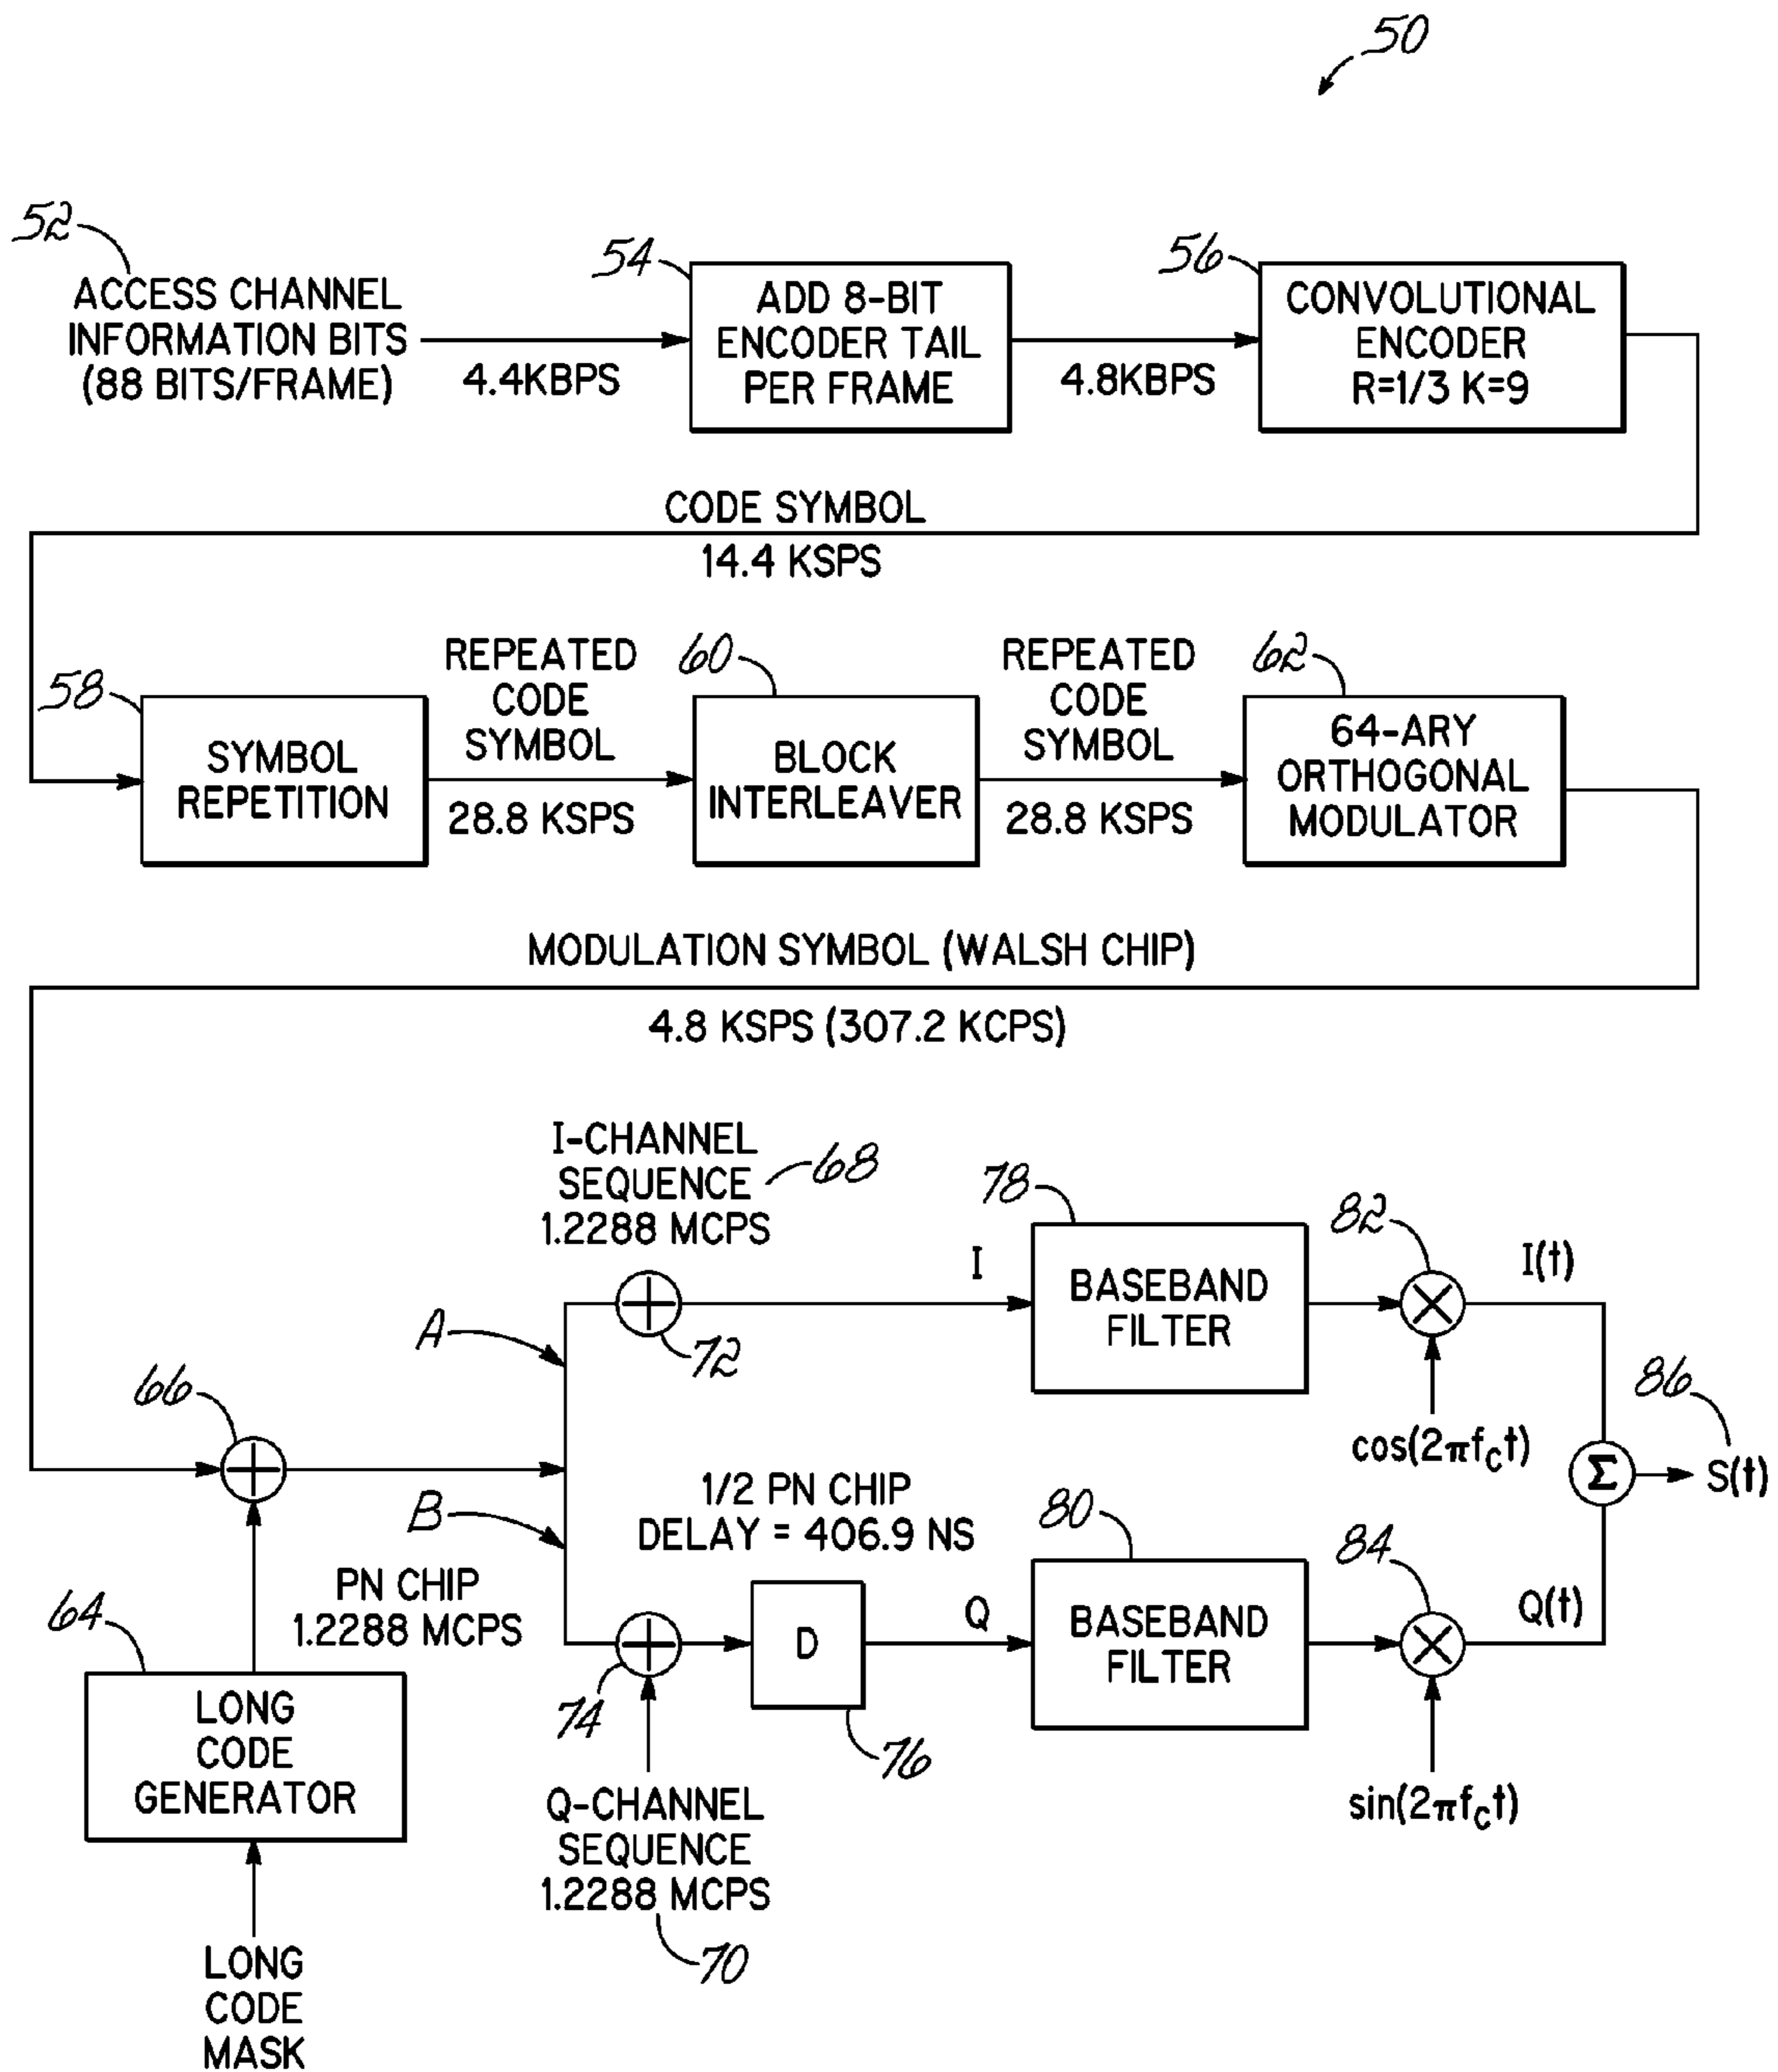 50
52
ACCESS CHANNEL
INFORMATION BITS
(88 BITS/FRAME)
4.4KBPS
54
ADD 8-BIT
ENCODER TAIL
PER FRAME
4.8KBPS
56
CONVOLUTIONAL
ENCODER
R=1/3 K=9
CODE SYMBOL
14.4 KSPS
58
SYMBOL
REPETITION
REPEATED
CODE
SYMBOL
28.8 KSPS
60
BLOCK
INTERLEAVER
REPEATED
CODE
SYMBOL
28.8 KSPS
62
64-ARY
ORTHOGONAL
MODULATOR
MODULATION SYMBOL (WALSH CHIP)
4.8 KSPS (307.2 KCPS)
I-CHANNEL
SEQUENCE
1.2288 MCPS
68
A
72
I
78
BASEBAND
FILTER
82
I(t)
cos(2πfct)
66
B
1/2 PN CHIP
DELAY = 406.9 NS
86
Σ
S(t)
64
PN CHIP
1.2288 MCPS
LONG
CODE
GENERATOR
LONG
CODE
MASK
74
D
76
Q
80
BASEBAND
FILTER
84
Q(t)
sin(2πfct)
Q-CHANNEL
SEQUENCE
1.2288 MCPS
70